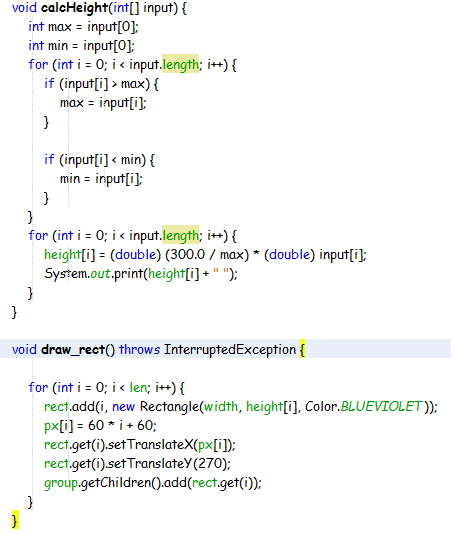 void calcHeight(int[] input) {
int max = input[0];
int min = input[0];
for (int i = 0; i < input.length; i++) {
if (input[i] > max) {
max = input[i];
}
if (input[i] < min) {
min = input[i];
}
}
for (int i = 0; i < input.length; i++) {
height[i] = (double) (300.0 / max) * (double) input[i];
System.out.print(height[i] + " ");
}
}
void draw_rect() throws InterruptedException {
for (int i = 0; i < len; i++) {
rect.add(i, new Rectangle(width, height[i], Color.BLUEVIOLET));
px[i] = 60 * i + 60;
rect.get(i).setTranslateX(px[i]);
rect.get(i).setTranslateY(270);
group.getChildren().add(rect.get(i));
}
}